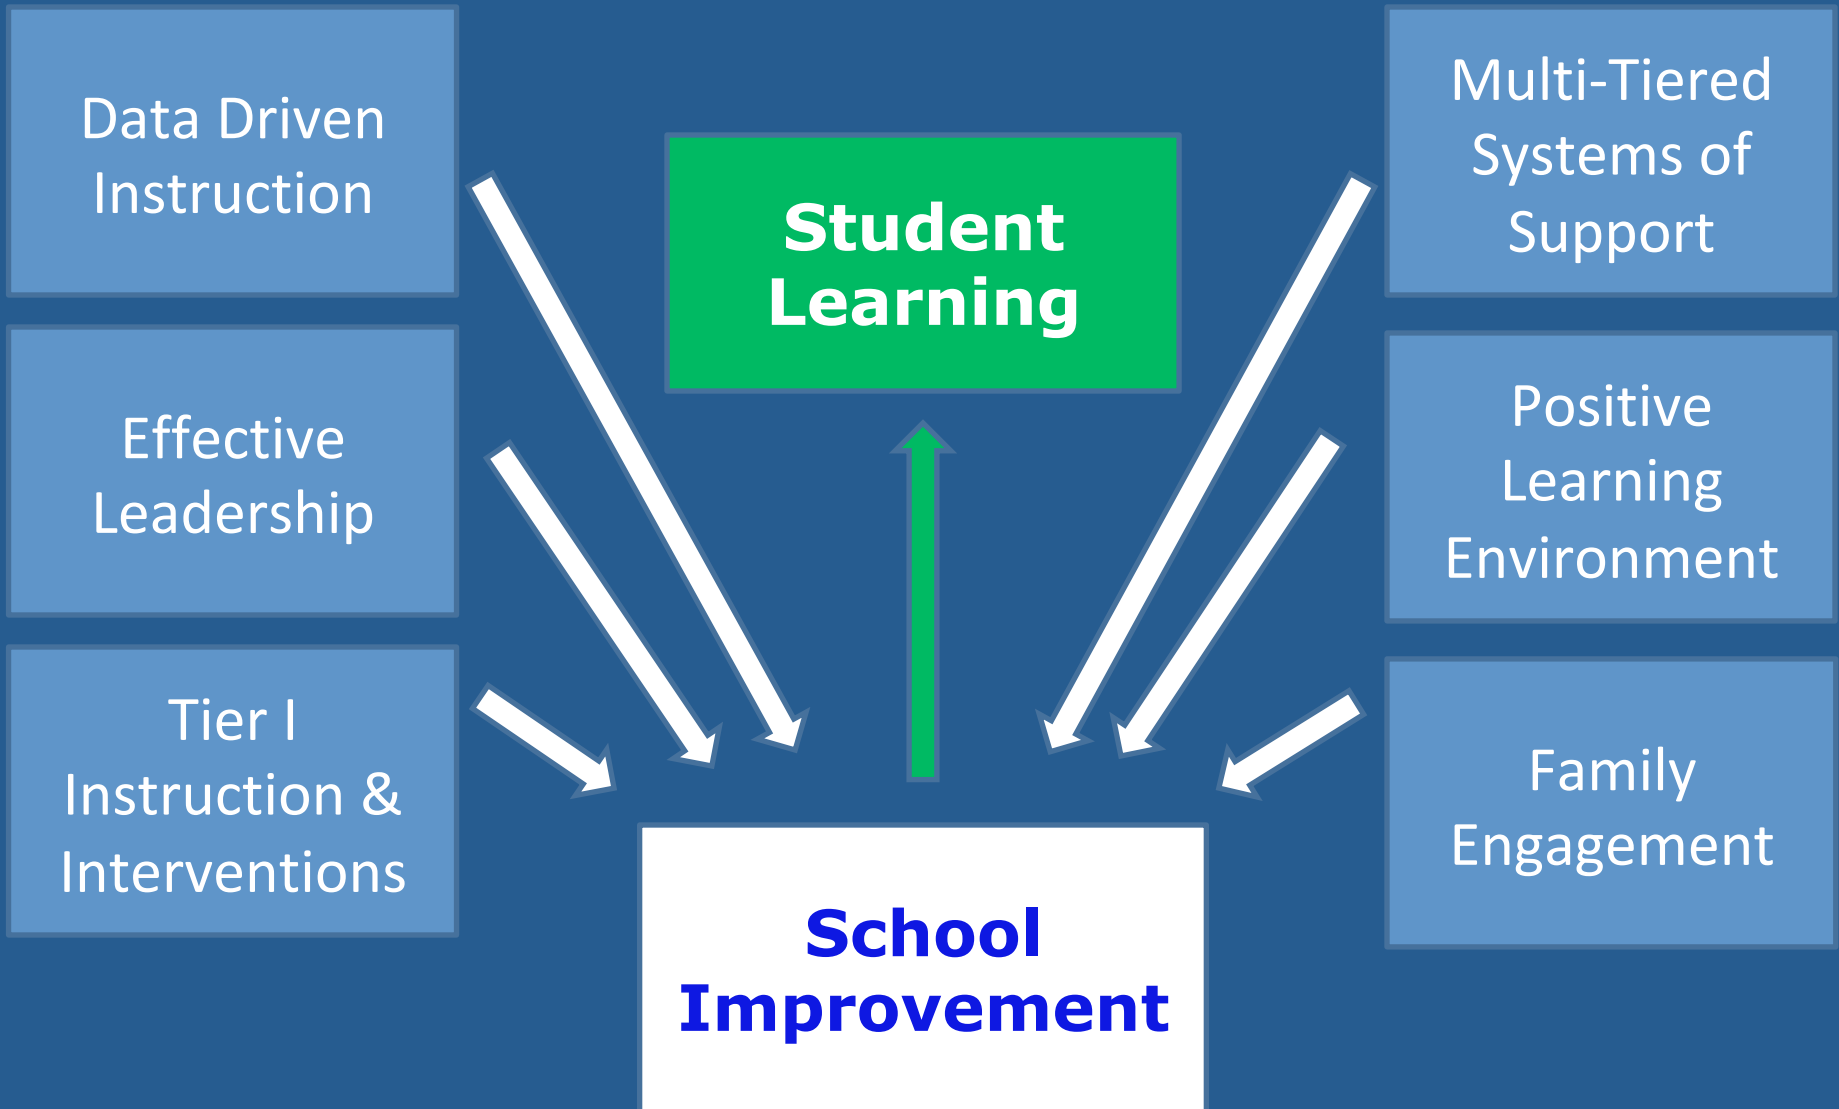 Data Driven
Instruction
Effective
Leadership
Tier I
Instruction &
Interventions
Student
Learning
School
Improvement
Multi-Tiered
Systems of
Support
Positive
Learning
Environment
Family
Engagement